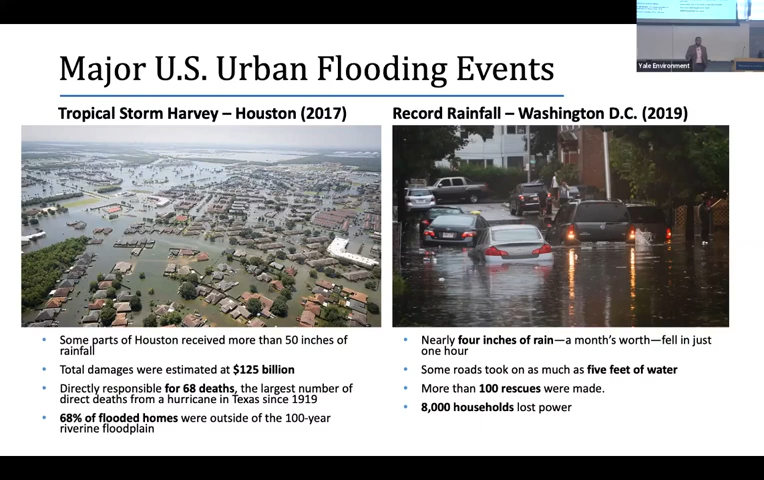 Major U.S. Urban Flooding Events
Yale Environment
Tropical Storm Harvey – Houston (2017)
Record Rainfall – Washington D.C. (2019)
• Some parts of Houston received more than 50 inches of
rainfall
• Total damages were estimated at $125 billion
• Directly responsible for 68 deaths, the largest number of
direct deaths from a hurricane in Texas since 1919
• 68% of flooded homes were outside of the 100-year
riverine floodplain
• Nearly four inches of rain—a month's worth—fell in just
one hour
• Some roads took on as much as five feet of water
• More than 100 rescues were made.
• 8,000 households lost power